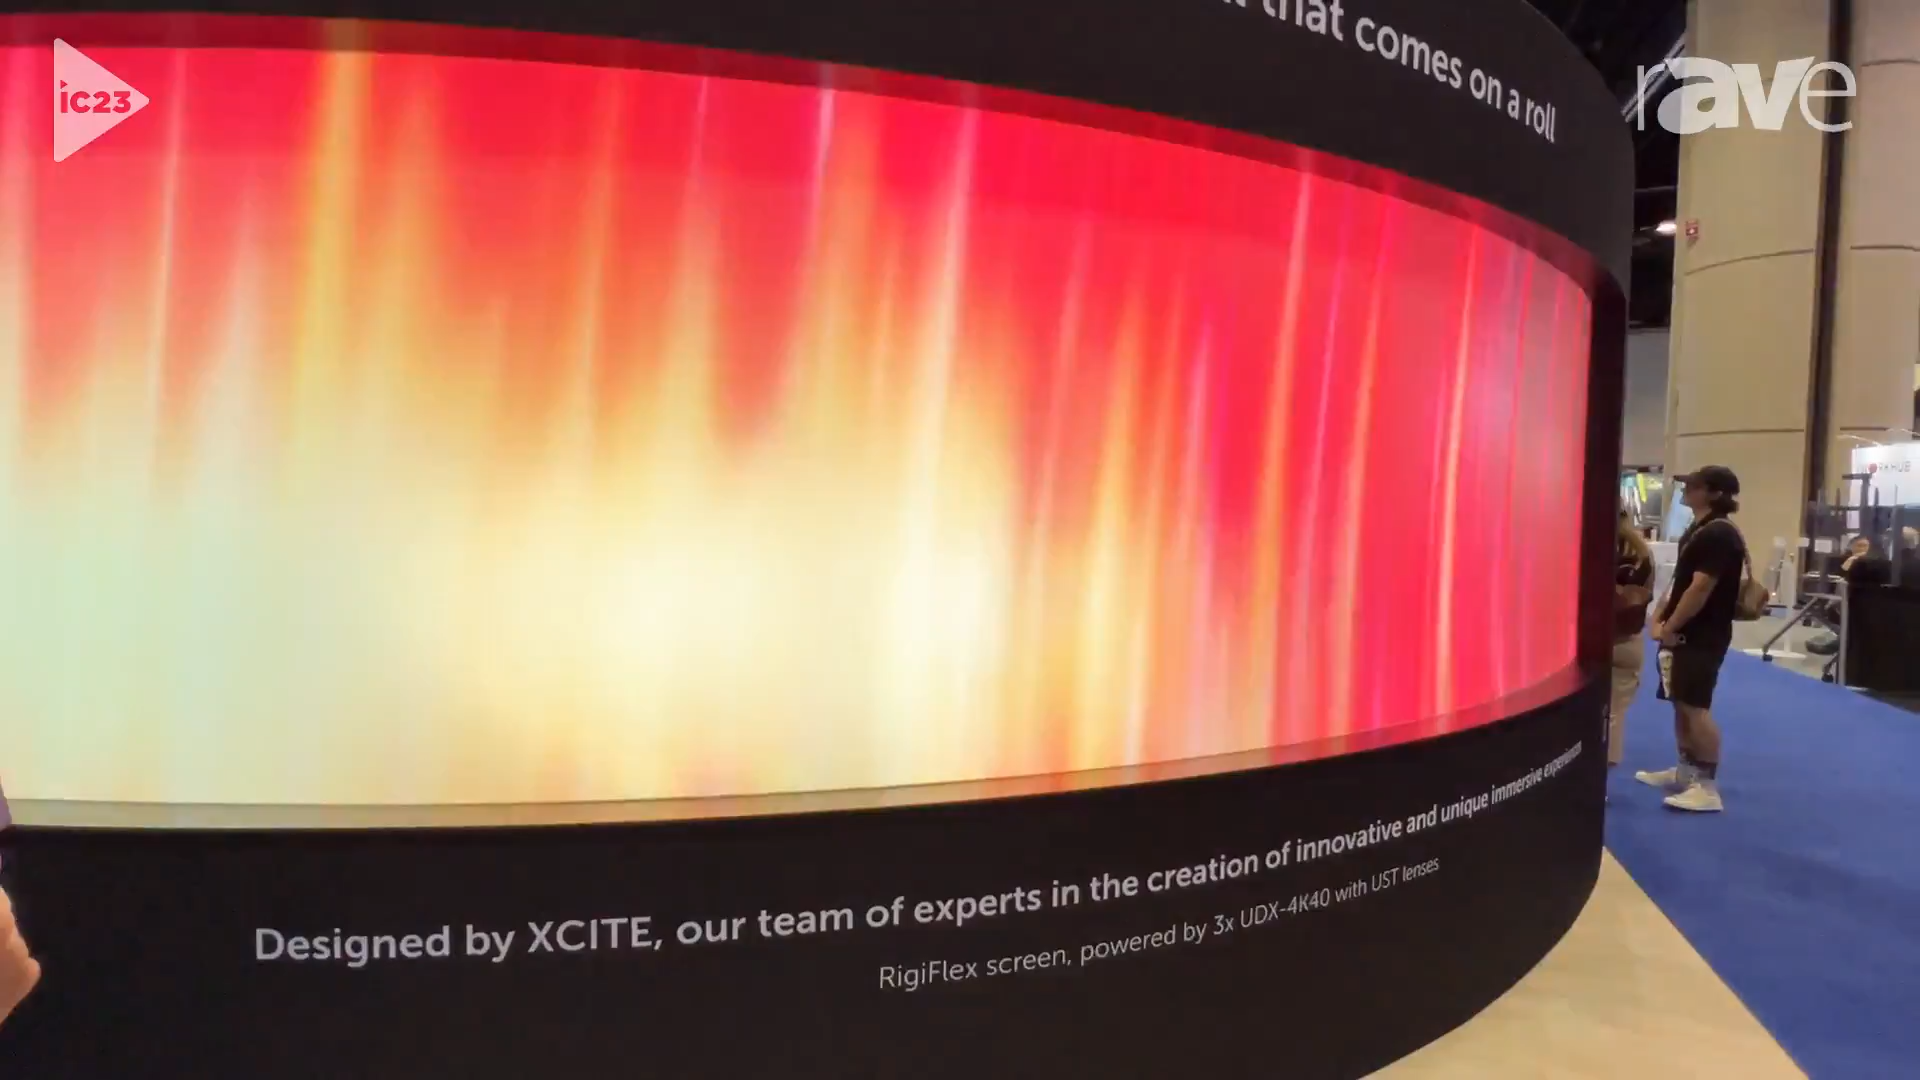 that comes on a roll
iC23
rAVe
Designed by XCITE, our team of experts in the creation of innovative and unique immersive experiences
RigiFlex screen, powered by 3x UDX-4K40 with UST lenses